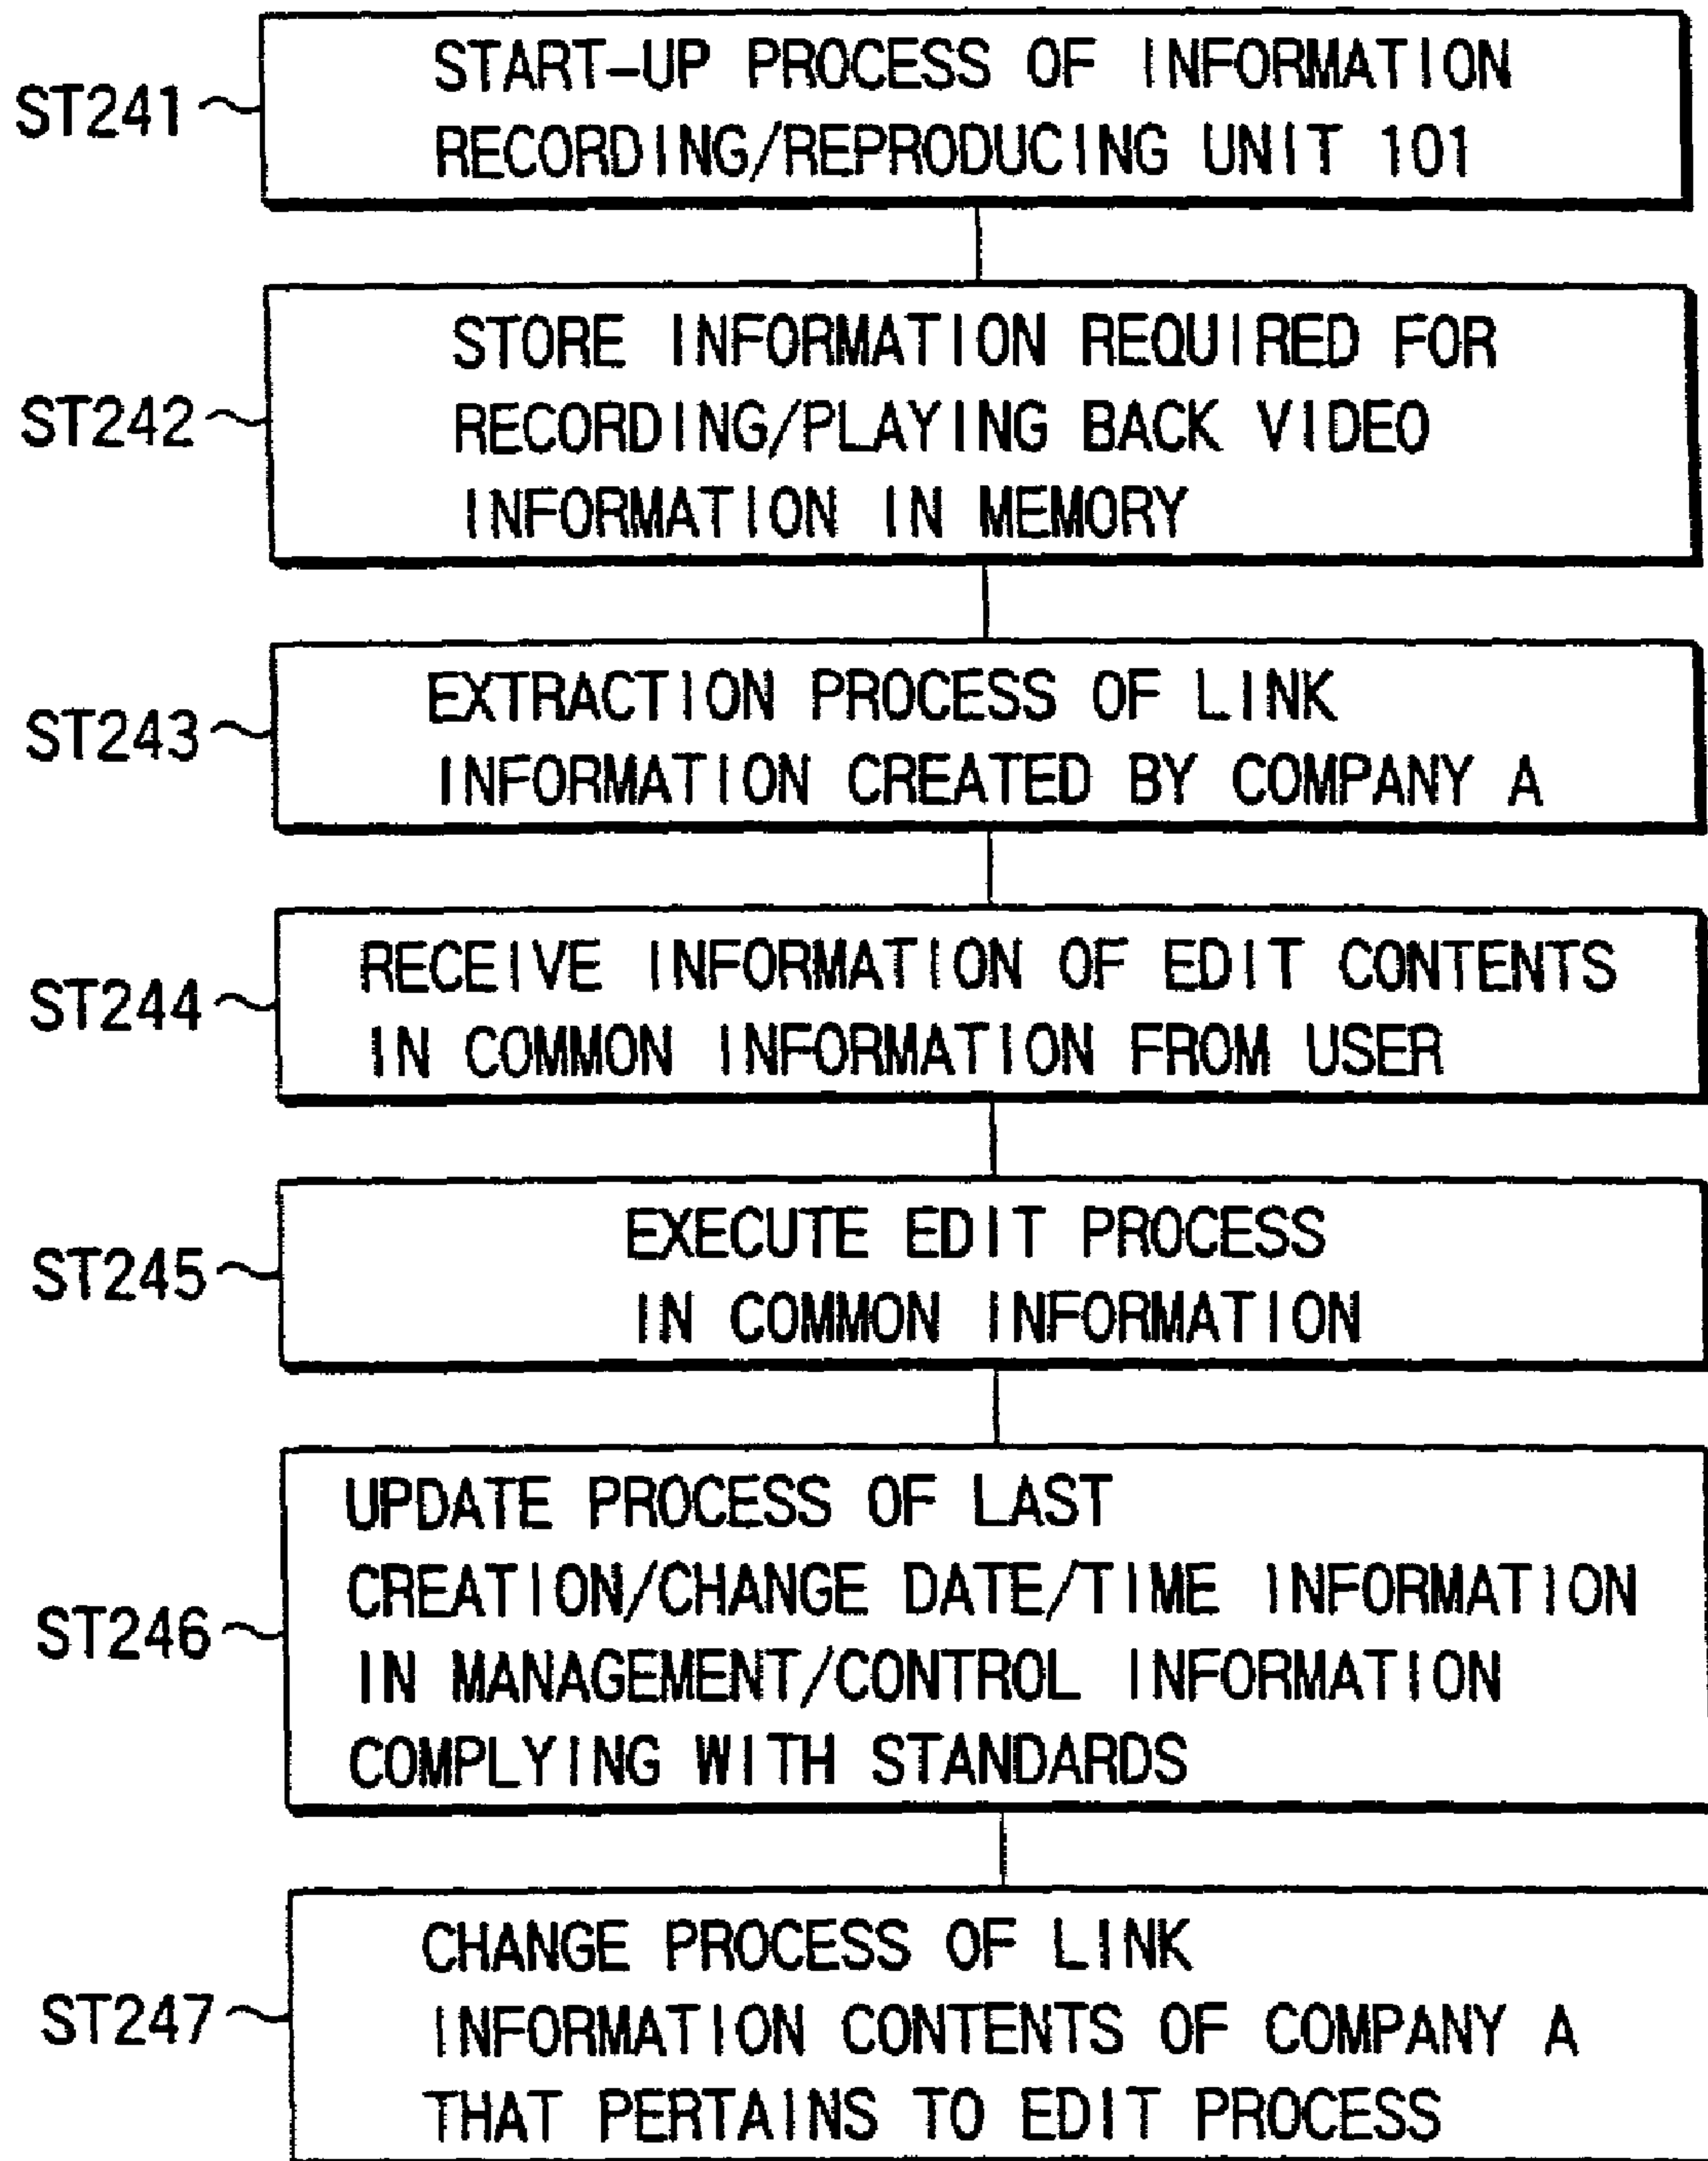 ST241
START-UP PROCESS OF INFORMATION
RECORDING/REPRODUCING UNIT 101
ST242
STORE INFORMATION REQUIRED FOR
RECORDING/PLAYING BACK VIDEO
INFORMATION IN MEMORY
ST243
EXTRACTION PROCESS OF LINK
INFORMATION CREATED BY COMPANY A
ST244
RECEIVE INFORMATION OF EDIT CONTENTS
IN COMMON INFORMATION FROM USER
ST245
EXECUTE EDIT PROCESS
IN COMMON INFORMATION
ST246
UPDATE PROCESS OF LAST
CREATION/CHANGE DATE/TIME INFORMATION
IN MANAGEMENT/CONTROL INFORMATION
COMPLYING WITH STANDARDS
ST247
CHANGE PROCESS OF LINK
INFORMATION CONTENTS OF COMPANY A
THAT PERTAINS TO EDIT PROCESS